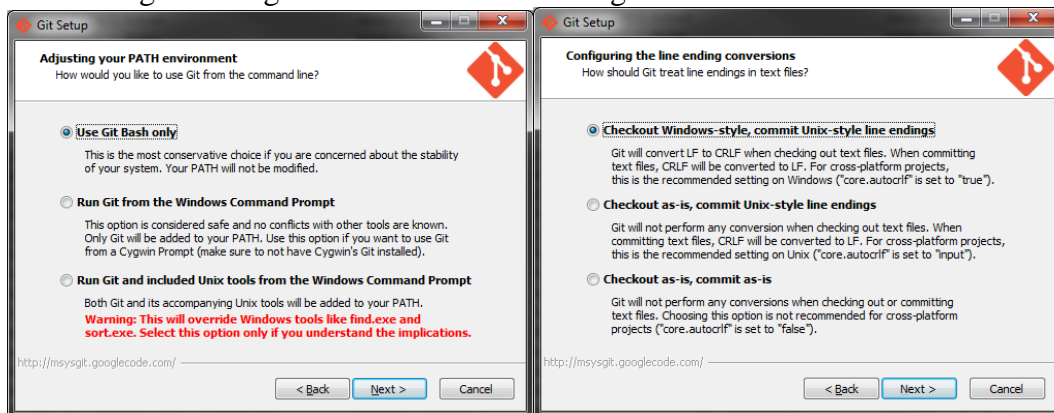 Git Setup
Adjusting your PATH environment
How would you like to use Git from the command line?
Use Git Bash only
This is the most conservative choice if you are concerned about the stability
of your system. Your PATH will not be modified.
Run Git from the Windows Command Prompt
This option is considered safe and no conflicts with other tools are known.
Only Git will be added to your PATH. Use this option if you want to use Git
from a Cygwin Prompt (make sure to not have Cygwin's Git installed).
Run Git and included Unix tools from the Windows Command Prompt
Both Git and its accompanying Unix tools will be added to your PATH.
Warning: This will override Windows tools like find.exe and
sort.exe. Select this option only if you understand the implications.
http://msysgit.googlecode.com/
< Back
Next >
Cancel
Git Setup
Configuring the line ending conversions
How should Git treat line endings in text files?
Checkout Windows-style, commit Unix-style line endings
Git will convert LF to CRLF when checking out text files. When committing
text files, CRLF will be converted to LF. For cross-platform projects,
this is the recommended setting on Windows ("core.autocrlf" is set to "true").
Checkout as-is, commit Unix-style line endings
Git will not perform any conversion when checking out text files. When
committing text files, CRLF will be converted to LF. For cross-platform projects,
this is the recommended setting on Unix ("core.autocrlf" is set to "input").
Checkout as-is, commit as-is
Git will not perform any conversions when checking out or committing
text files. Choosing this option is not recommended for cross-platform
projects ("core.autocrlf" is set to "false").
http://msysgit.googlecode.com/
< Back
Next >
Cancel